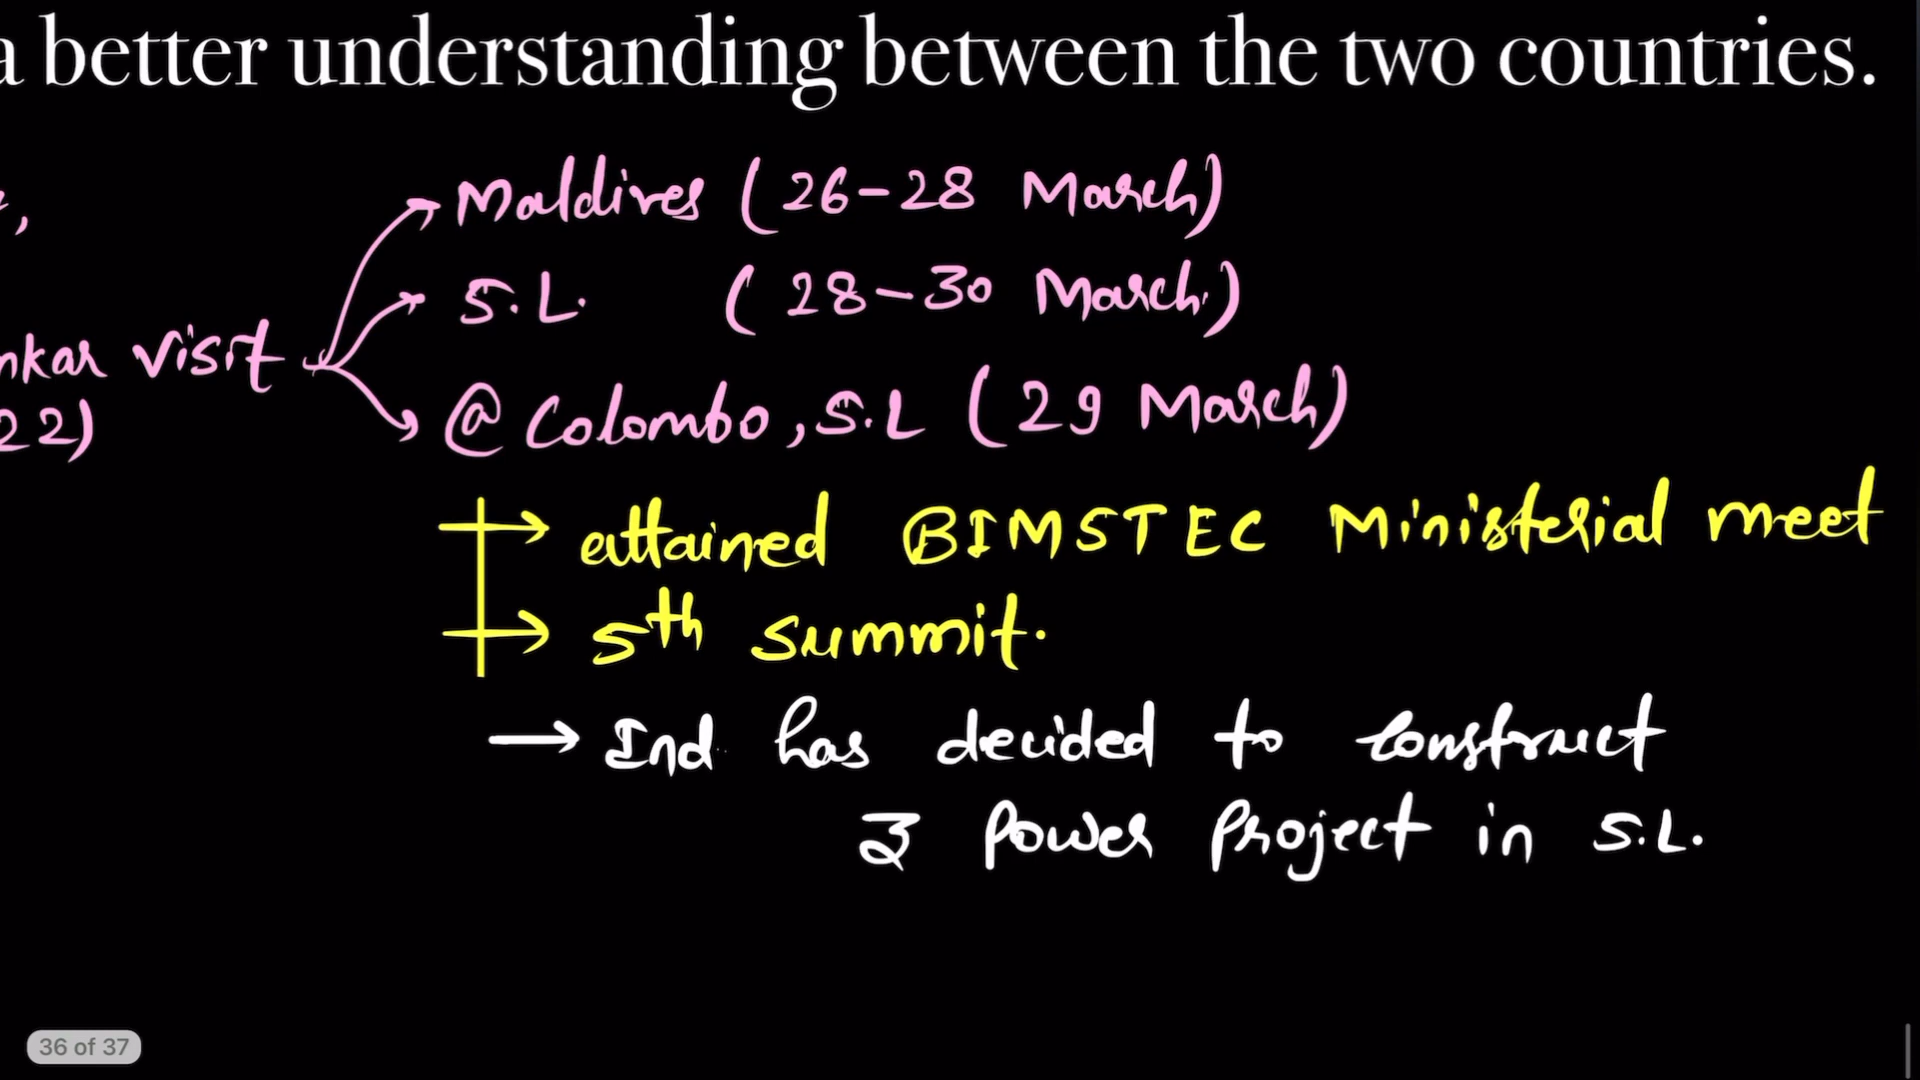 a better understanding between the two countries.
Maldives (26-28 March)
S.L. (28-30 March.)
nkar visit
22)
@ Colombo, S.L (29 March)
attained BIMSTEC Ministerial meet
5th summit.
→ Ind. has decided to construct
3 Power Project in S.L.
36 of 37